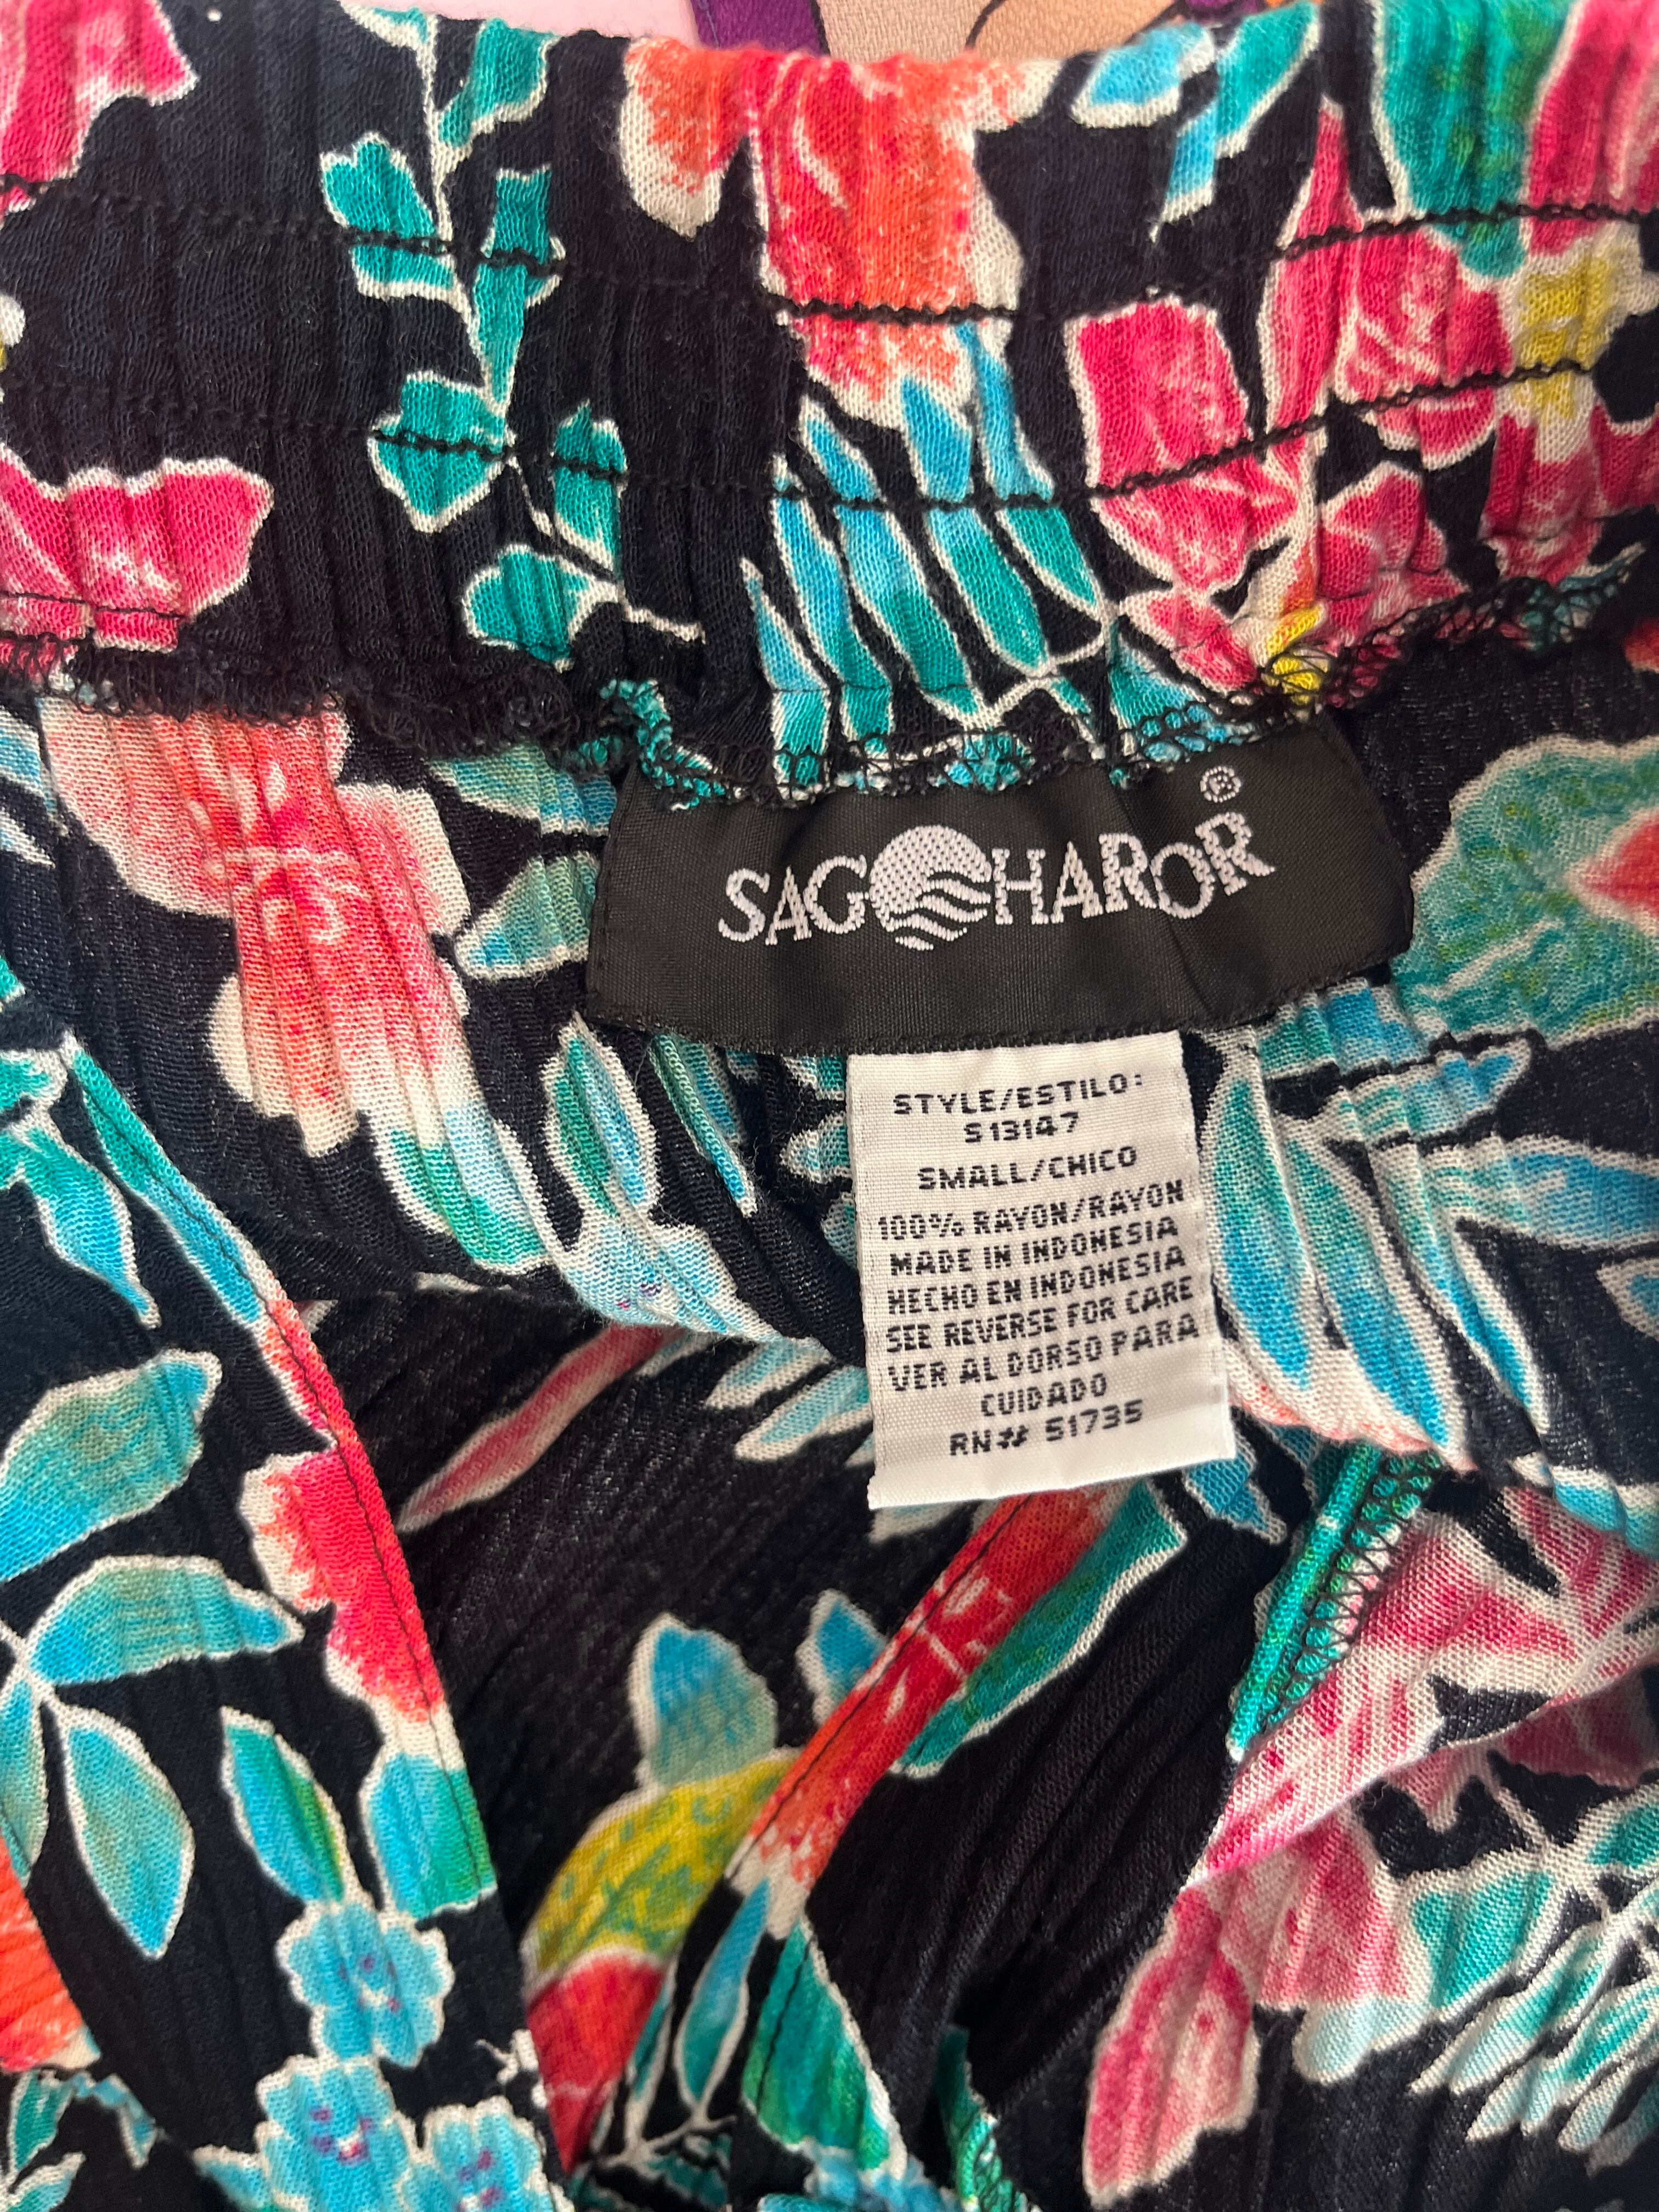 SAG HARBOR®
STYLE/ESTILO:
S13147
SMALL/CHICO
100% RAYON/RAYON
MADE IN INDONESIA
HECHO EN INDONESIA
SEE REVERSE FOR CARE
VER AL DORSO PARA
CUIDADO
RN# 51735